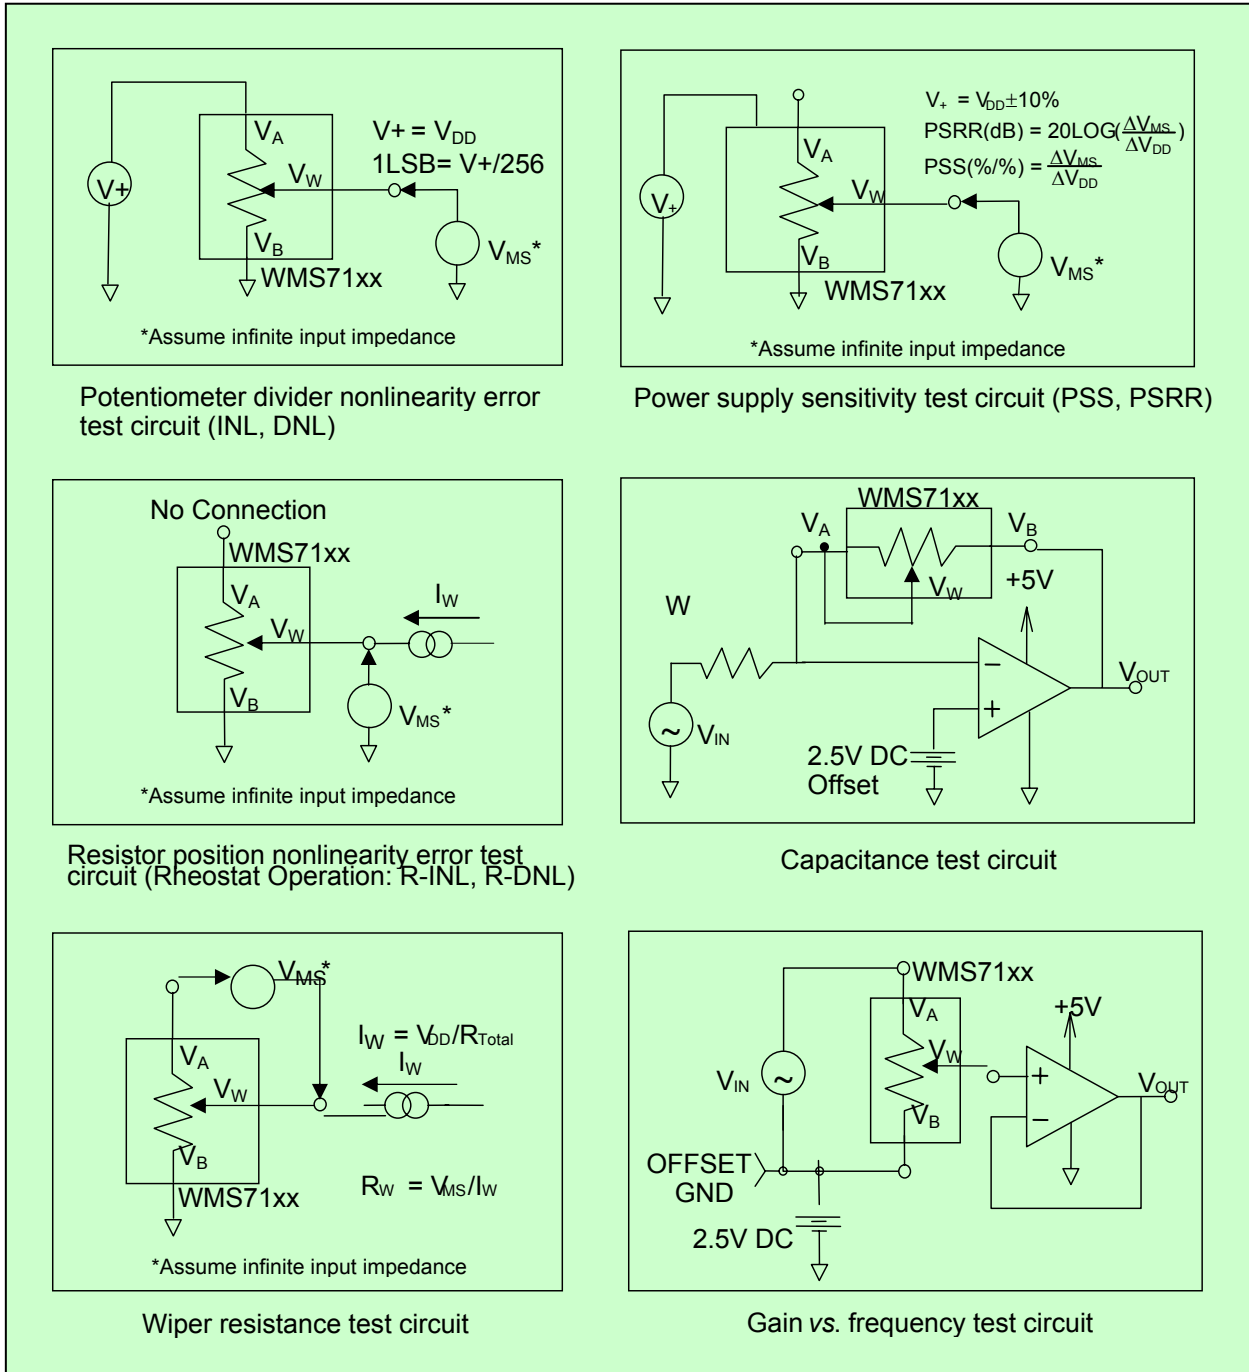 V+ = VDD
1LSB= V+/256
VA
V+
VW
VB
VMS*
WMS71xx
*Assume infinite input impedance
Potentiometer divider nonlinearity error
test circuit (INL, DNL)
V+ = VDD±10%
PSRR(dB) = 20LOG(ΔVMS/ΔVDD)
PSS(%/%) = ΔVMS/ΔVDD
VA
V+
VW
VB
VMS*
WMS71xx
*Assume infinite input impedance
Power supply sensitivity test circuit (PSS, PSRR)
No Connection
WMS71xx
VA
IW
VW
VB
VMS*
*Assume infinite input impedance
Resistor position nonlinearity error test
circuit (Rheostat Operation: R-INL, R-DNL)
WMS71xx
VA
VB
VW
+5V
W
−
VOUT
+
VIN
~
2.5V DC
Offset
Capacitance test circuit
VMS*
IW = VDD/RTotal
VA
IW
VW
VB
RW = VMS/IW
WMS71xx
*Assume infinite input impedance
Wiper resistance test circuit
WMS71xx
VA
+5V
VW
VIN
~
+
VOUT
−
VB
OFFSET
GND
2.5V DC
Gain vs. frequency test circuit